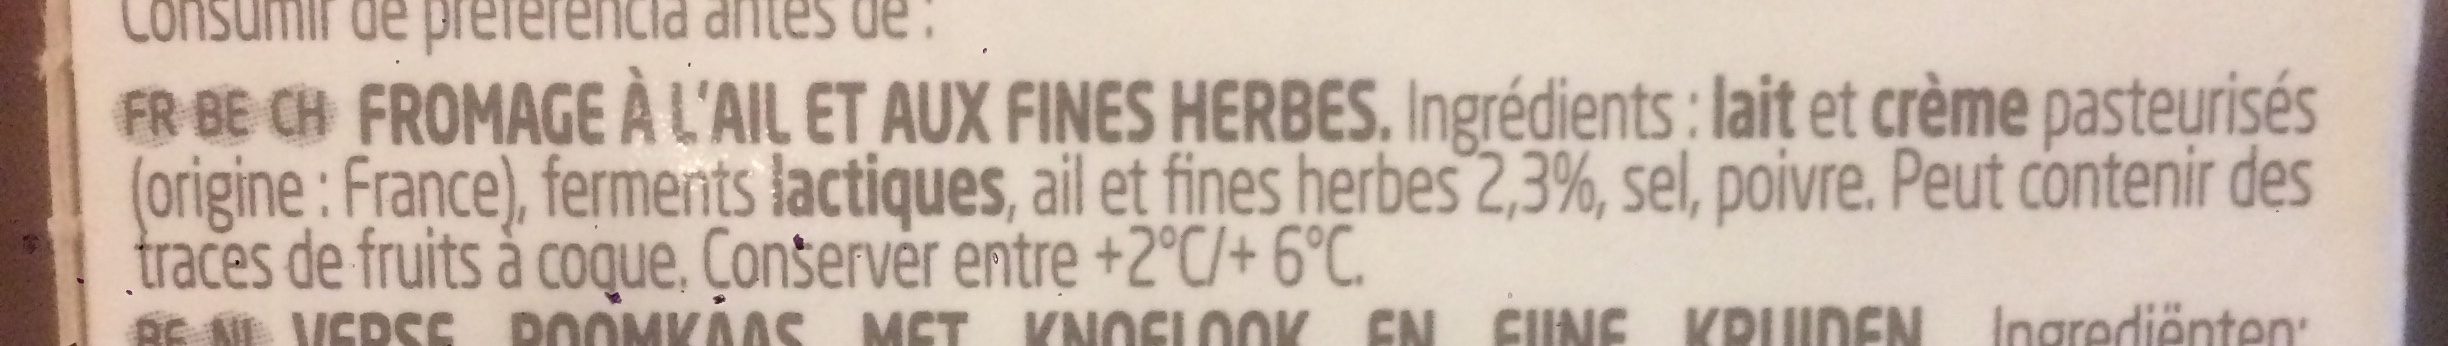 Consumir de preferencia antes de :
FR BE CH FROMAGE À L'AIL ET AUX FINES HERBES. Ingrédients : lait et crème pasteurisés
(origine : France), ferments lactiques, ail et fines herbes 2,3%, sel, poivre. Peut contenir des
traces de fruits à coque. Conserver entre +2°C/+ 6°C.
BE NL VERSE ROOMKAAS MET KNOFLOOK EN FIJNE KRUIDEN Ingrediënten: